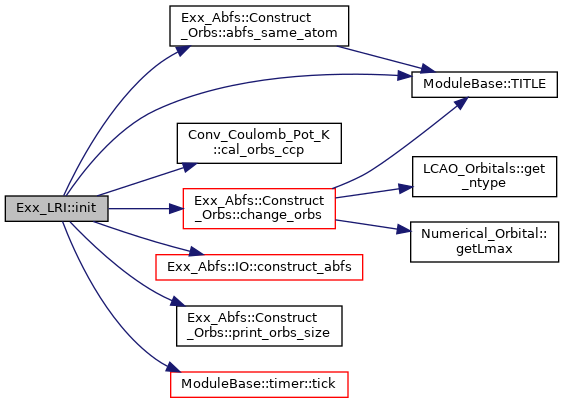 Exx_LRI::init
Exx_Abfs::Construct
_Orbs::abfs_same_atom
Conv_Coulomb_Pot_K
::cal_orbs_ccp
Exx_Abfs::Construct
_Orbs::change_orbs
Exx_Abfs::IO::construct_abfs
Exx_Abfs::Construct
_Orbs::print_orbs_size
ModuleBase::timer::tick
ModuleBase::TITLE
LCAO_Orbitals::get
_ntype
Numerical_Orbital::
getLmax